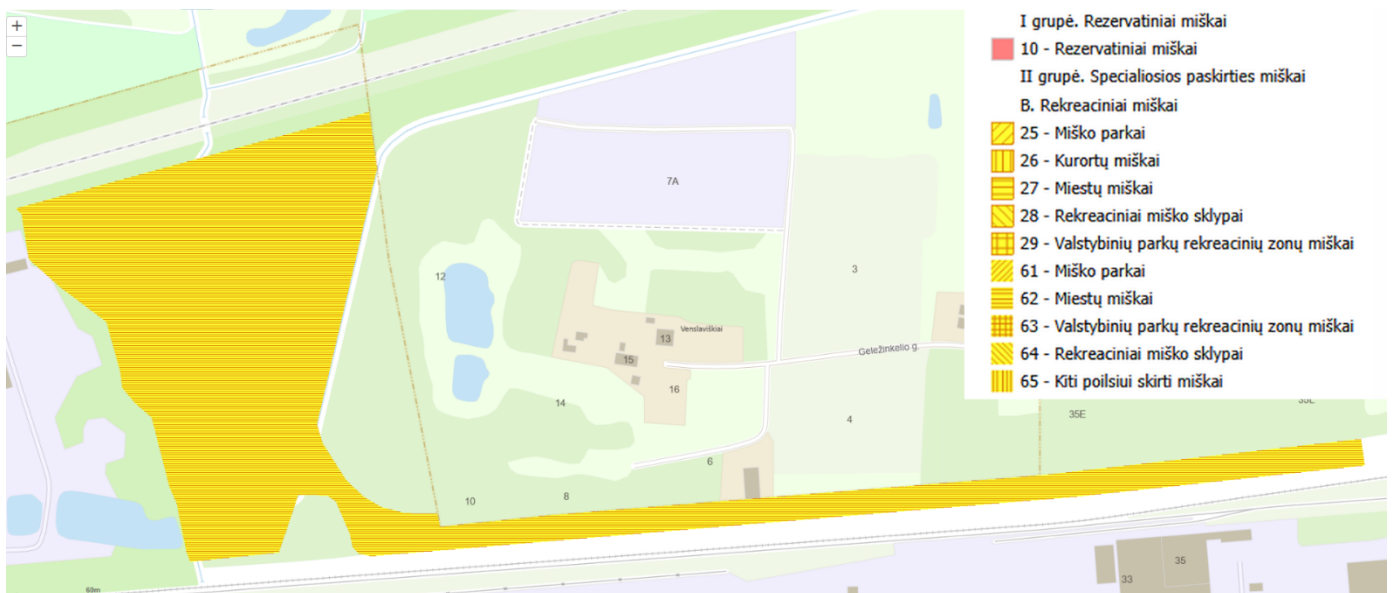 +
−
I grupė. Rezervatiniai miškai
10 - Rezervatiniai miškai
II grupė. Specialiosios paskirties miškai
B. Rekreaciniai miškai
25 - Miško parkai
26 - Kurortų miškai
27 - Miestų miškai
28 - Rekreaciniai miško sklypai
29 - Valstybinių parkų rekreacinių zonų miškai
61 - Miško parkai
62 - Miestų miškai
63 - Valstybinių parkų rekreacinių zonų miškai
64 - Rekreaciniai miško sklypai
65 - Kiti poilsiui skirti miškai
7A
12
3
Venslaviškiai
13
15
Geležinkelio g.
16
14
4
35E
35E
6
10
8
33
35
60m